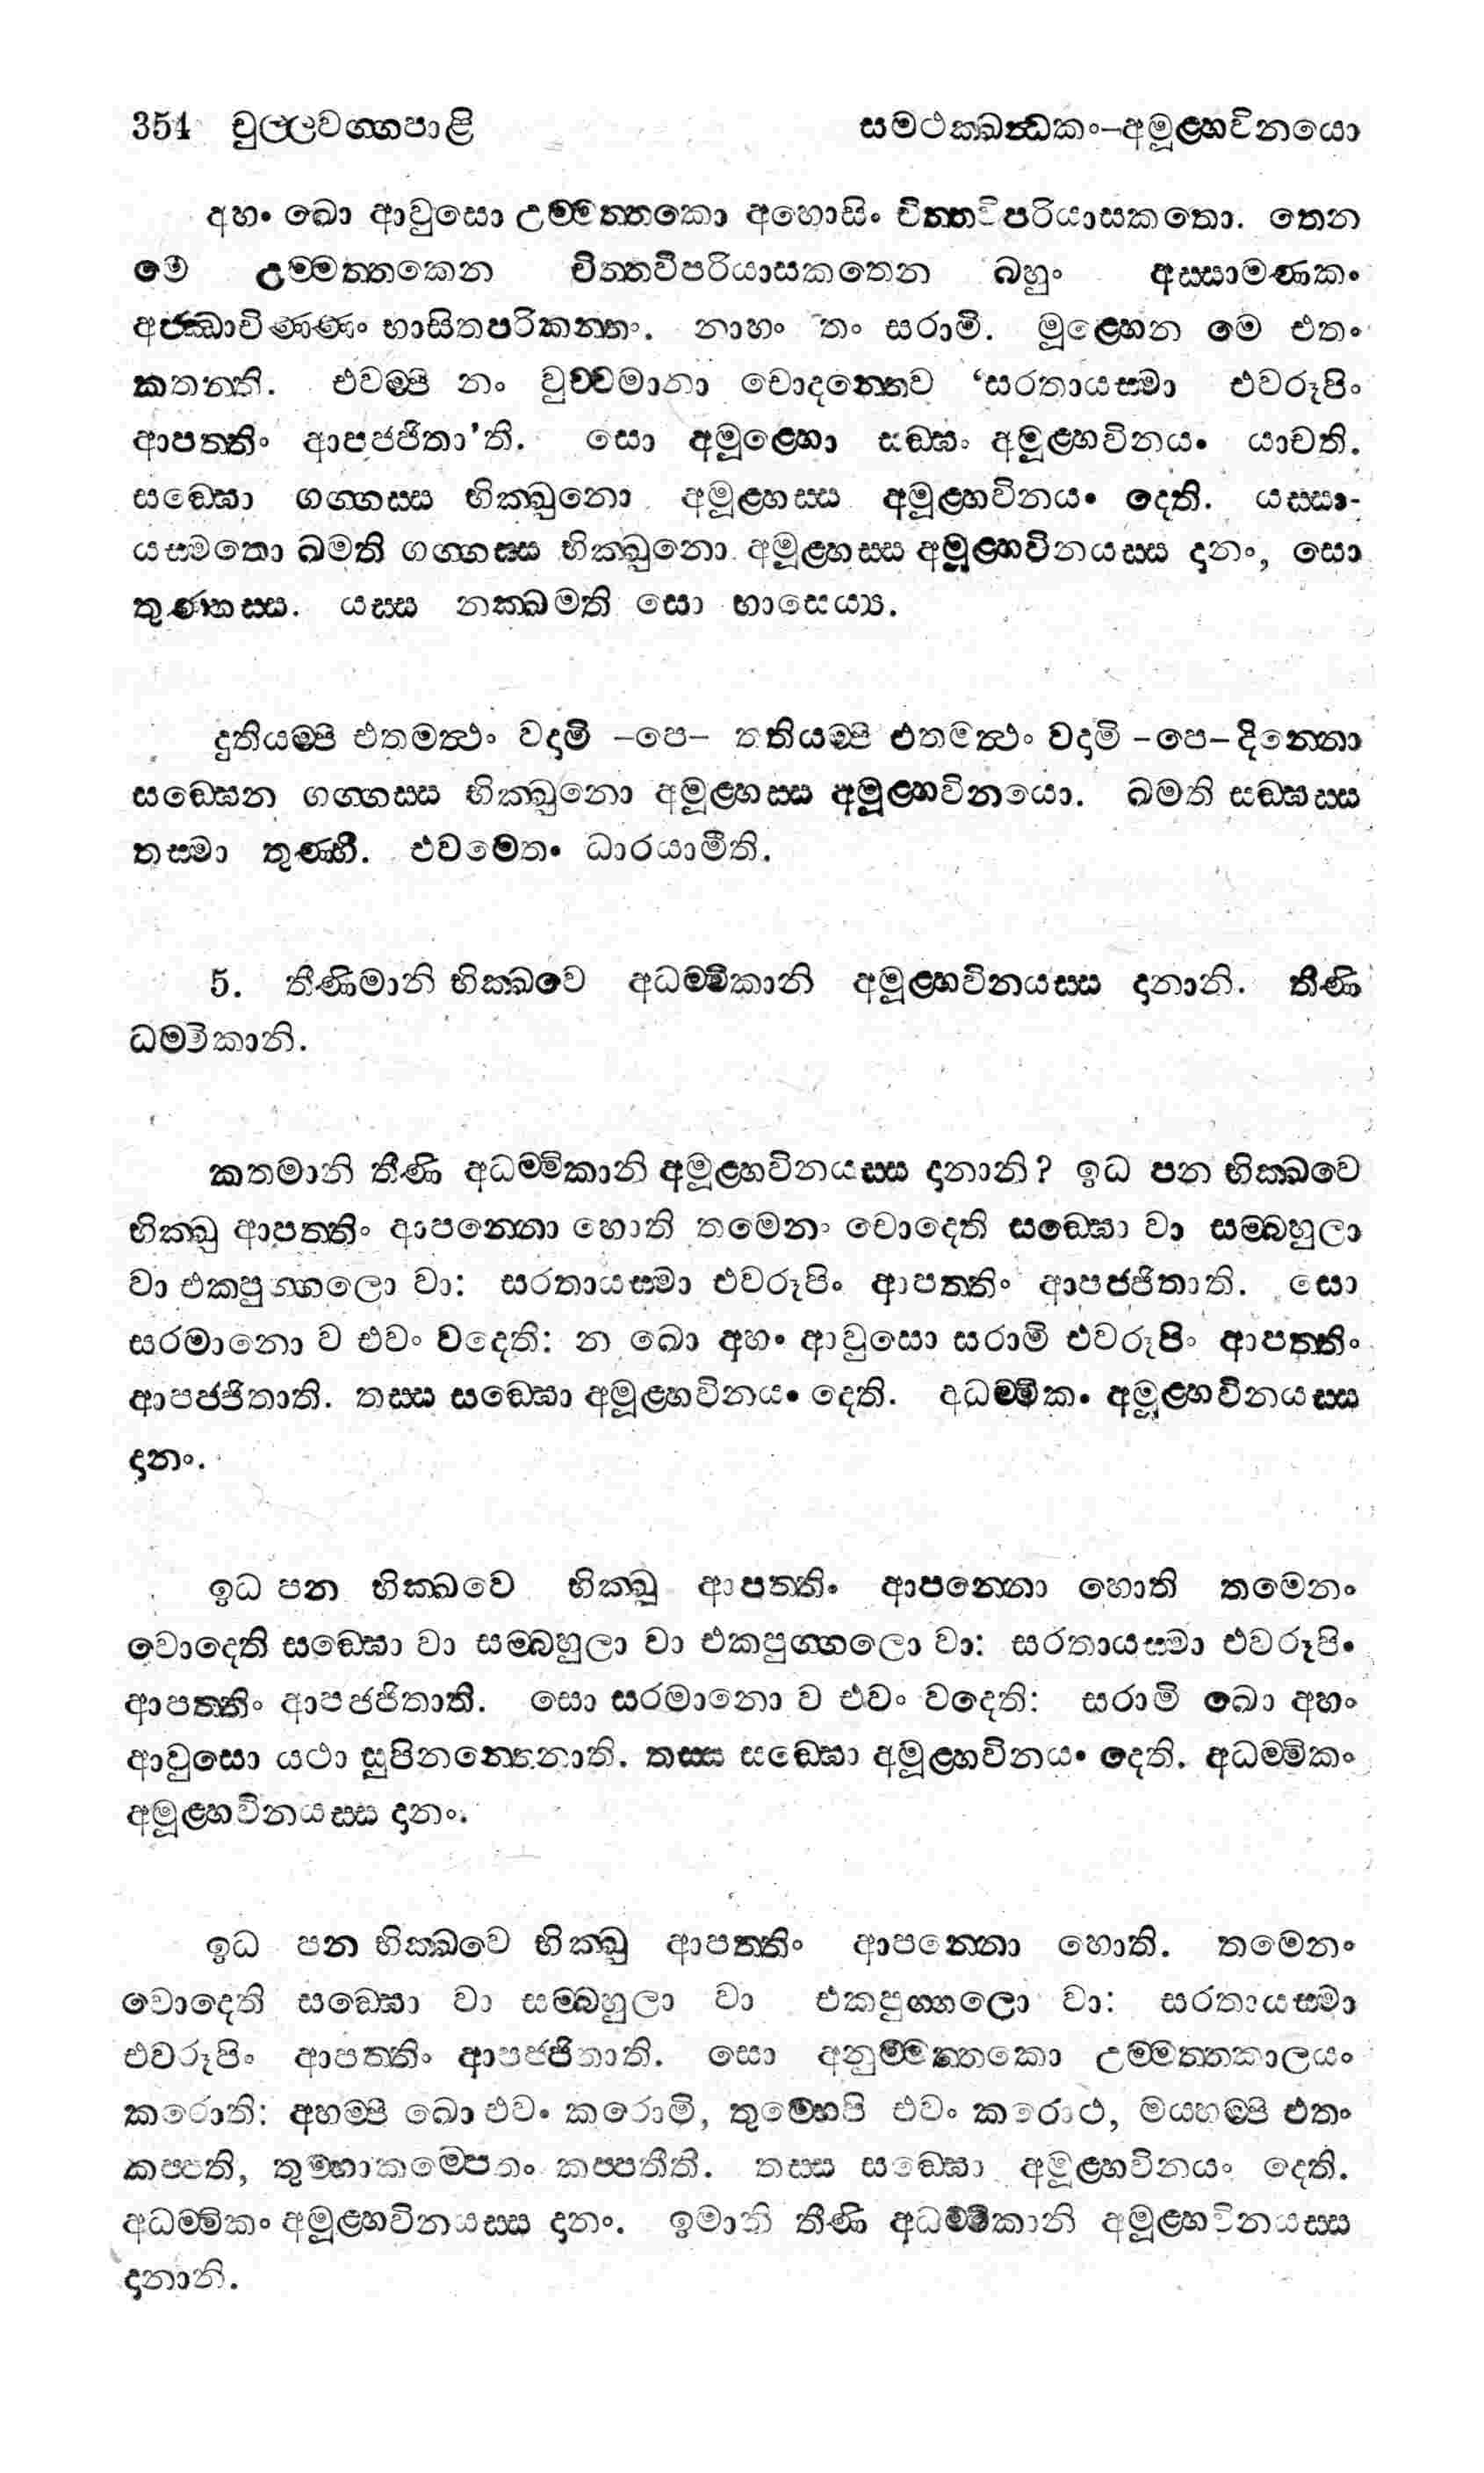 354 චුල්ලවග්ගපාළි සමථක්ඛන්ධකං–අමූළ්හවිනයො
අහං ඛො ආවුසො උම්මත්තකො අහොසිං චිත්තවිපරියාසකතො. තෙන
මෙ උම්මත්තකෙන චිත්තවිපරියාසකතෙන බහුං අස්සාමණකං
අජ්ඣාචිණ්ණං භාසිතපරිකන්තං. නාහං තං සරාමි. මූළ්හෙන මෙ එතං
කතන්ති. එවම්පි නං වුච්චමානා චොදන්තෙව ‘සරතායස්මා එවරූපිං
ආපත්තිං ආපජ්ජිතා’ති. සො අමූළ්හො සඞ්ඝං අමූළ්හවිනයං යාචති.
සඞ්ඝො ගග්ගස්ස භික්ඛුනො අමූළ්හස්ස අමූළ්හවිනයං දෙති. යස්සා-
යස්මතො ඛමති ගග්ගස්ස භික්ඛුනො අමූළ්හස්ස අමූළ්හවිනයස්ස දානං, සො
තුණ්හස්ස. යස්ස නක්ඛමති සො භාසෙය්ය.
දුතියම්පි එතමත්ථං වදාමි –පෙ– තතියම්පි එතමත්ථං වදාමි –පෙ– දින්නො
සඞ්ඝෙන ගග්ගස්ස භික්ඛුනො අමූළ්හස්ස අමූළ්හවිනයො. ඛමති සඞ්ඝස්ස
තස්මා තුණ්හී. එවමෙතං ධාරයාමීති.
5. තීණිමානි භික්ඛවෙ අධම්මිකානි අමූළ්හවිනයස්ස දානානි. තීණි
ධම්මිකානි.
කතමානි තීණි අධම්මිකානි අමූළ්හවිනයස්ස දානානි? ඉධ පන භික්ඛවෙ
භික්ඛු ආපත්තිං ආපන්නො හොති තමෙනං චොදෙති සඞ්ඝො වා සම්බහුලා
වා එකපුග්ගලො වා: සරතායස්මා එවරූපිං ආපත්තිං ආපජ්ජිතාති. සො
සරමානො ව එවං වදෙති: න ඛො අහං ආවුසො සරාමි එවරූපිං ආපත්තිං
ආපජ්ජිතාති. තස්ස සඞ්ඝො අමූළ්හවිනයං දෙති. අධම්මිකං අමූළ්හවිනයස්ස
දානං.
ඉධ පන භික්ඛවෙ භික්ඛු ආපත්තිං ආපන්නො හොති තමෙනං
චොදෙති සඞ්ඝො වා සම්බහුලා වා එකපුග්ගලො වා: සරතායස්මා එවරූපිං
ආපත්තිං ආපජ්ජිතාති. සො සරමානො ව එවං වදෙති: සරාමි ඛො අහං
ආවුසො යථා සුපිනන්තෙනාති. තස්ස සඞ්ඝො අමූළ්හවිනයං දෙති. අධම්මිකං
අමූළ්හවිනයස්ස දානං.
ඉධ පන භික්ඛවෙ භික්ඛු ආපත්තිං ආපන්නො හොති. තමෙනං
චොදෙති සඞ්ඝො වා සම්බහුලා වා එකපුග්ගලො වා: සරතායස්මා
එවරූපිං ආපත්තිං ආපජ්ජිතාති. සො අනුම්මත්තකො උම්මත්තකාලයං
කරොති: අහම්පි ඛො එවං කරොමි, තුම්හෙපි එවං කරොථ, මය්හම්පි එතං
කප්පති, තුම්හාකම්පෙතං කප්පතීති. තස්ස සඞ්ඝො අමූළ්හවිනයං දෙති.
අධම්මිකං අමූළ්හවිනයස්ස දානං. ඉමානි තීණි අධම්මිකානි අමූළ්හවිනයස්ස
දානානි.